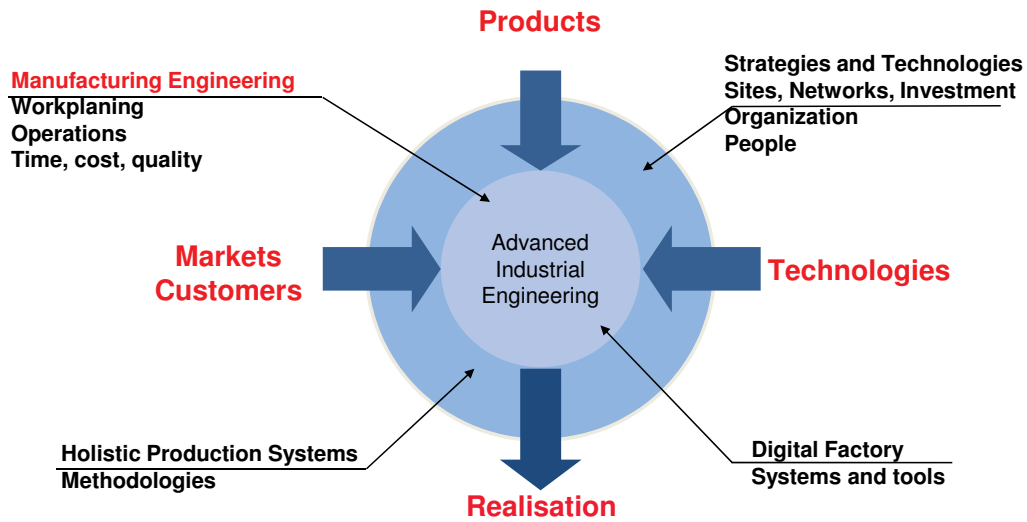 Products
Manufacturing Engineering
Workplaning
Operations
Time, cost, quality
Strategies and Technologies
Sites, Networks, Investment
Organization
People
Markets
Customers
Advanced
Industrial
Engineering
Technologies
Holistic Production Systems
Methodologies
Digital Factory
Systems and tools
Realisation